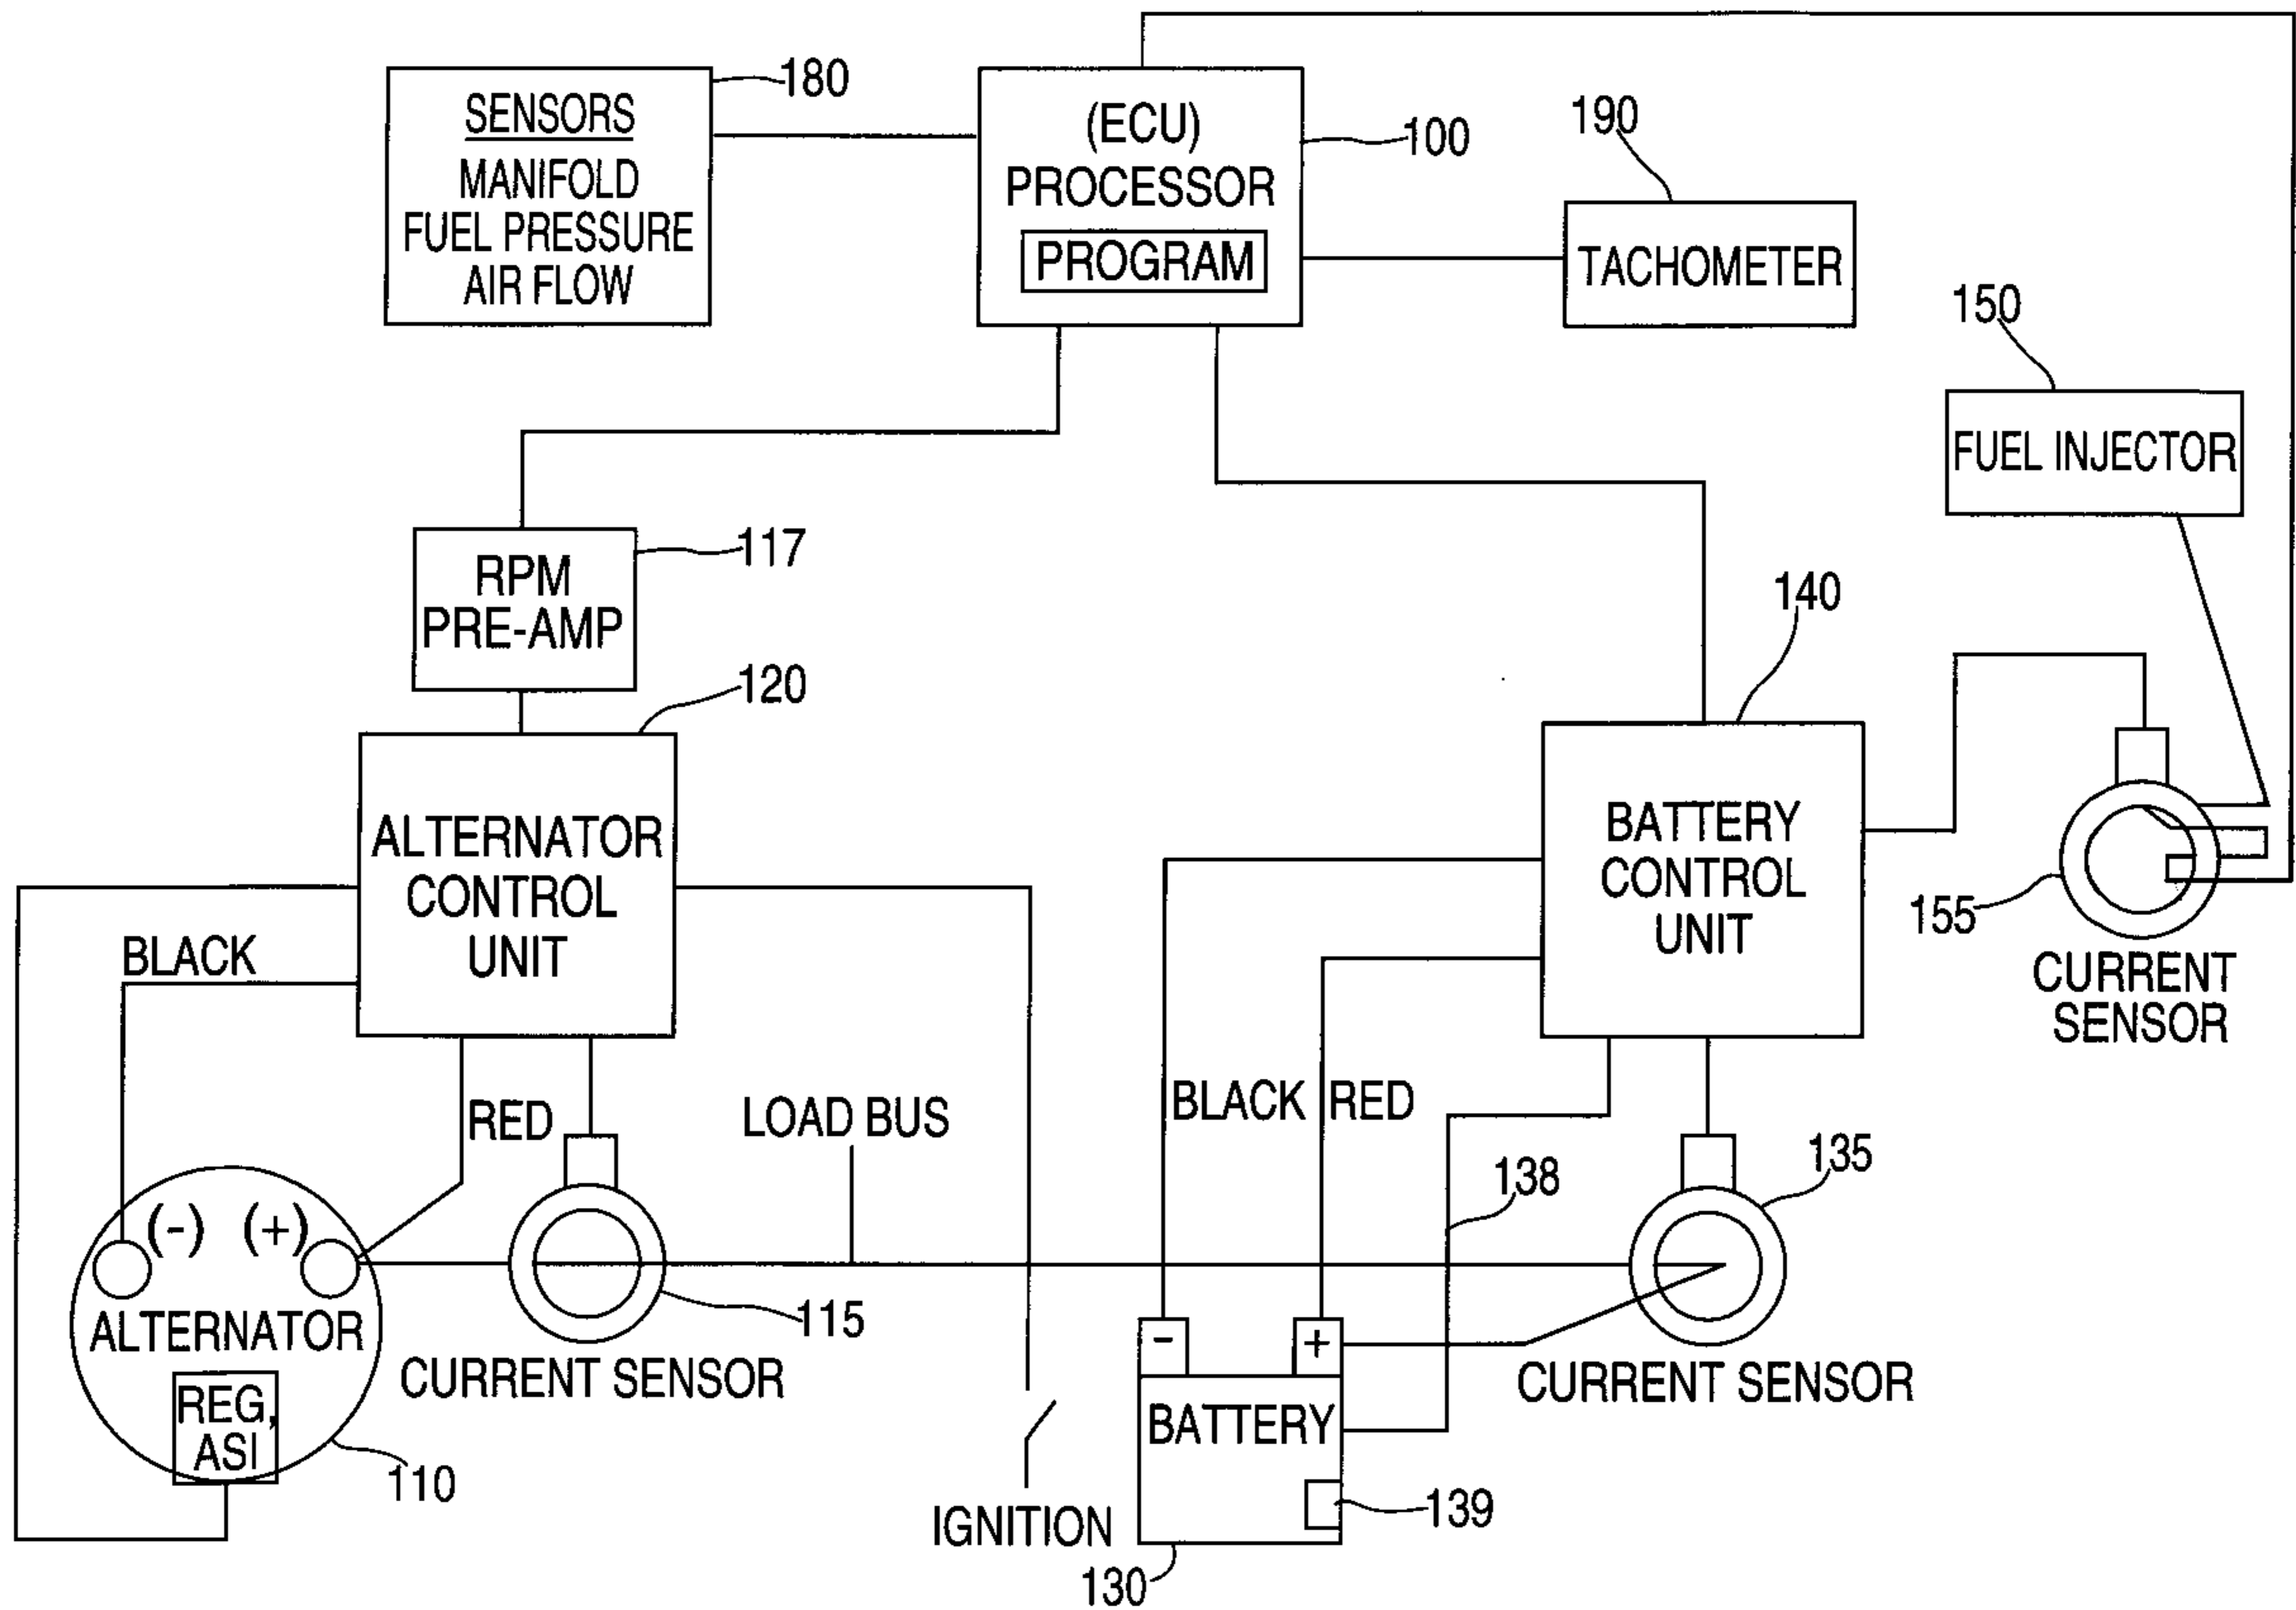 180
SENSORS
MANIFOLD
FUEL PRESSURE
AIR FLOW
(ECU)
PROCESSOR
PROGRAM
100
190
TACHOMETER
150
FUEL INJECTOR
RPM
PRE-AMP
117
120
ALTERNATOR
CONTROL
UNIT
140
BATTERY
CONTROL
UNIT
155
CURRENT
SENSOR
BLACK
RED
LOAD BUS
BLACK
RED
138
135
(-) (+)
ALTERNATOR
REG,
ASI
110
115
CURRENT SENSOR
IGNITION
- +
BATTERY
139
130
CURRENT SENSOR